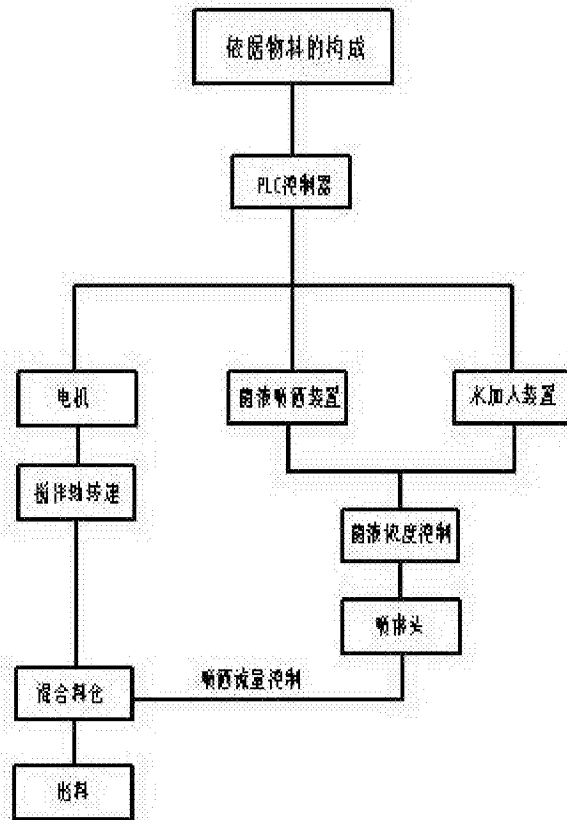 依据物料的构成
PLC控制器
电机
菌液喷洒装置
水加入装置
搅拌轴转速
菌液浓度控制
喷淋头
混合料仓
喷洒流量控制
出料